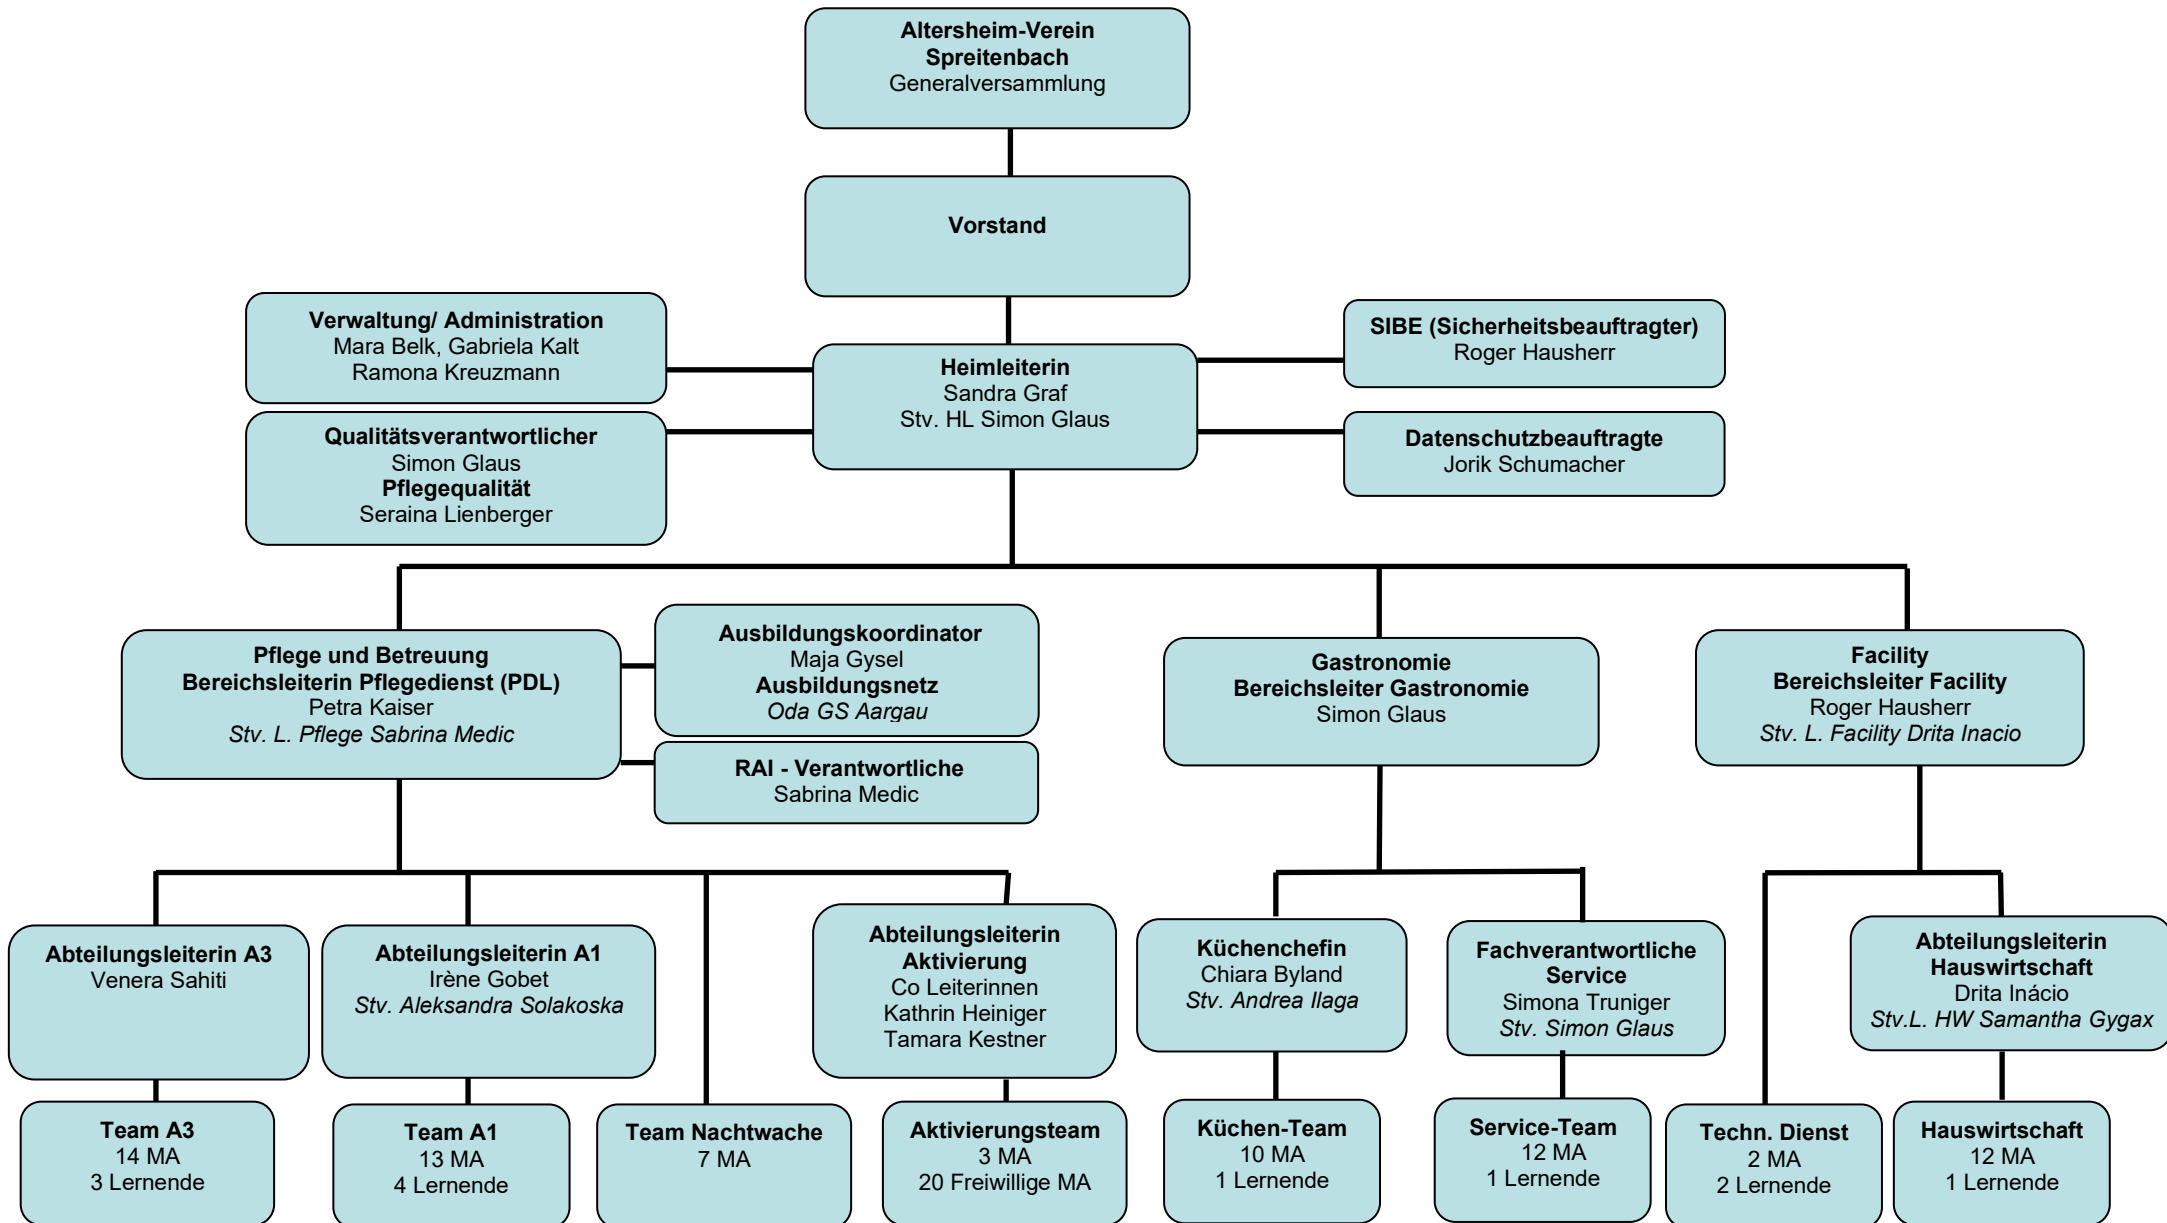 Altersheim-Verein
Spreitenbach
Generalversammlung
Vorstand
Verwaltung/ Administration
Mara Belk, Gabriela Kalt
Ramona Kreuzmann
SIBE (Sicherheitsbeauftragter)
Roger Hausherr
Heimleiterin
Sandra Graf
Stv. HL Simon Glaus
Qualitätsverantwortlicher
Simon Glaus
Pflegequalität
Seraina Lienberger
Datenschutzbeauftragte
Jorik Schumacher
Pflege und Betreuung
Bereichsleiterin Pflegedienst (PDL)
Petra Kaiser
Stv. L. Pflege Sabrina Medic
Ausbildungskoordinator
Maja Gysel
Ausbildungsnetz
Oda GS Aargau
RAI - Verantwortliche
Sabrina Medic
Gastronomie
Bereichsleiter Gastronomie
Simon Glaus
Facility
Bereichsleiter Facility
Roger Hausherr
Stv. L. Facility Drita Inacio
Abteilungsleiterin A3
Venera Sahiti
Abteilungsleiterin A1
Irène Gobet
Stv. Aleksandra Solakoska
Abteilungsleiterin
Aktivierung
Co Leiterinnen
Kathrin Heiniger
Tamara Kestner
Küchenchefin
Chiara Byland
Stv. Andrea Ilaga
Fachverantwortliche
Service
Simona Truniger
Stv. Simon Glaus
Abteilungsleiterin
Hauswirtschaft
Drita Inácio
Stv.L. HW Samantha Gygax
Team A3
14 MA
3 Lernende
Team A1
13 MA
4 Lernende
Team Nachtwache
7 MA
Aktivierungsteam
3 MA
20 Freiwillige MA
Küchen-Team
10 MA
1 Lernende
Service-Team
12 MA
1 Lernende
Techn. Dienst
2 MA
2 Lernende
Hauswirtschaft
12 MA
1 Lernende